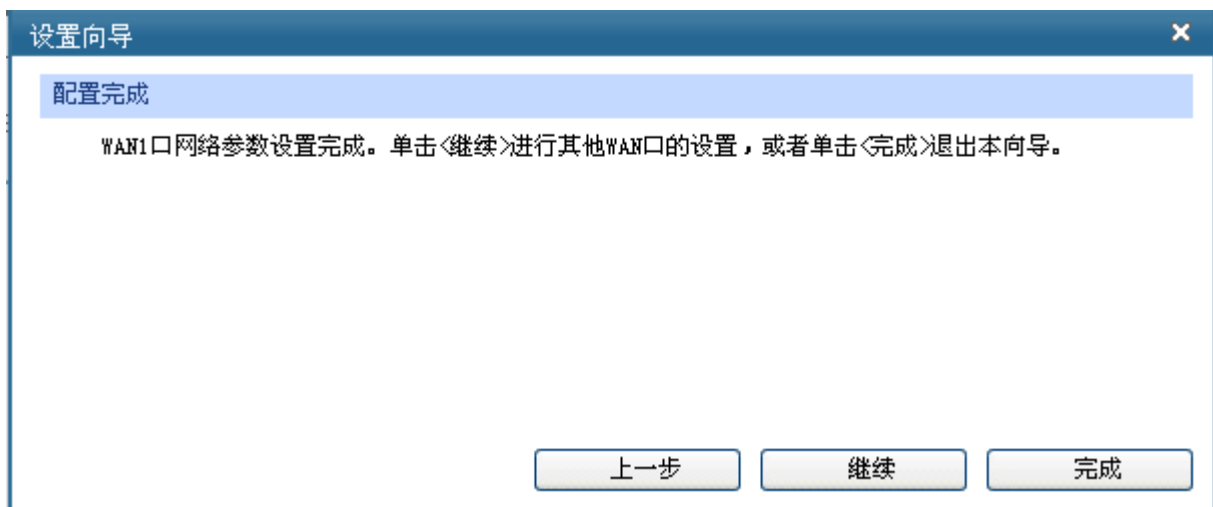 设置向导
配置完成
WAN1口网络参数设置完成。单击<继续>进行其他WAN口的设置，或者单击<完成>退出本向导。
上一步 继续 完成